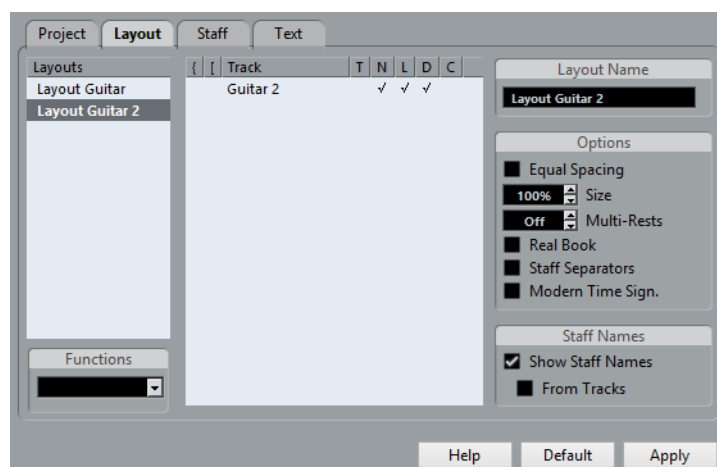 Project Layout Staff Text
Layouts
Layout Guitar
Layout Guitar 2
Functions
{ [ Track T N L D C
Guitar 2 √ √ √
Layout Name
Layout Guitar 2
Options
Equal Spacing
100% Size
Off Multi-Rests
Real Book
Staff Separators
Modern Time Sign.
Staff Names
Show Staff Names
From Tracks
Help Default Apply